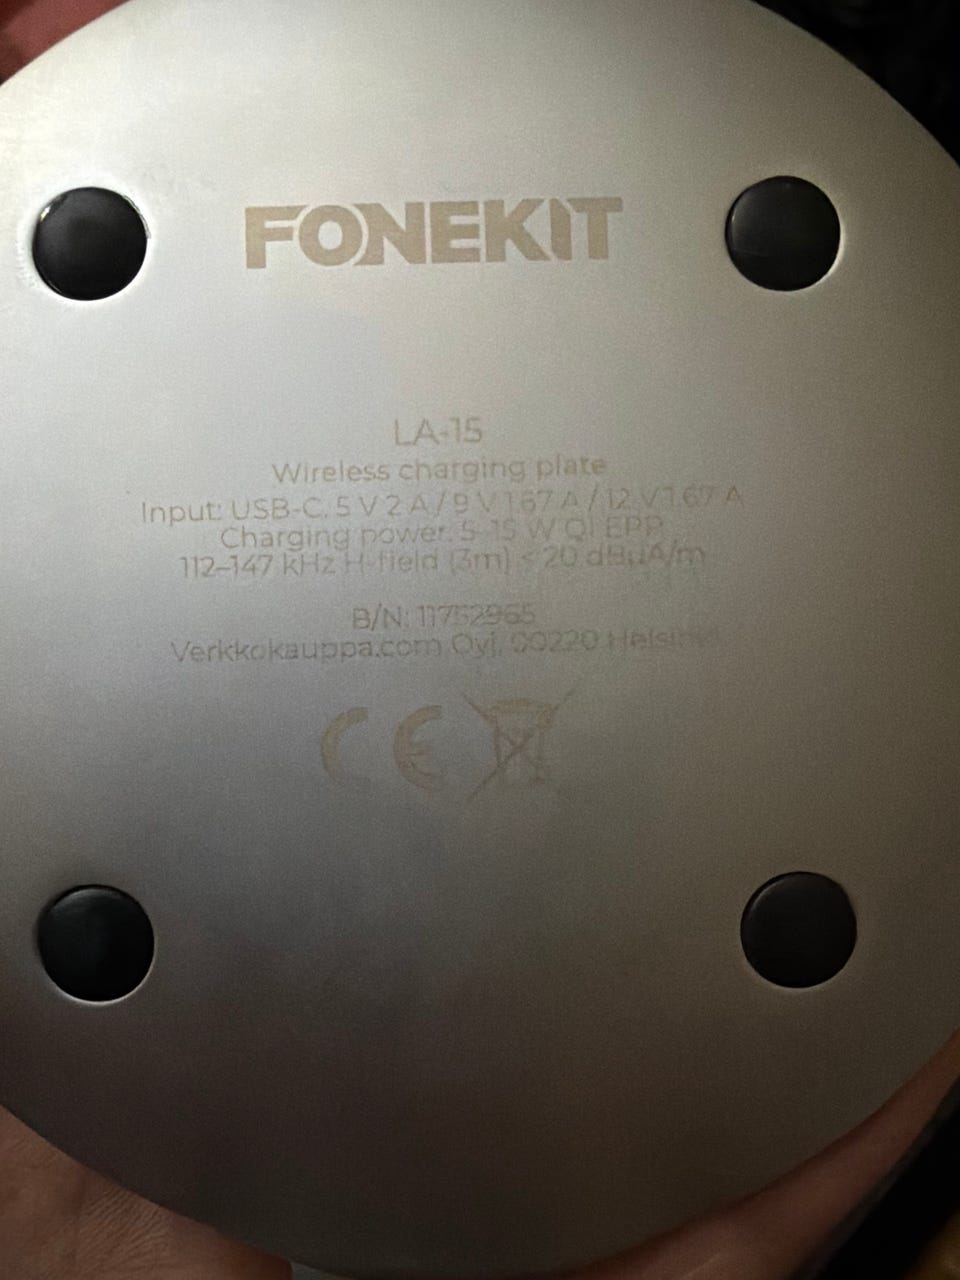 FONEKIT
LA-15
Wireless charging plate
Input: USB-C, 5 V 2 A / 9 V 1.67 A / 12 V 1.67 A
Charging power: 5-15 W QI EPP
112–147 kHz H-field (3m) < 20 dBµA/m
B/N: 11752965
Verkkokauppa.com Oyj, 00220 Helsinki
CE